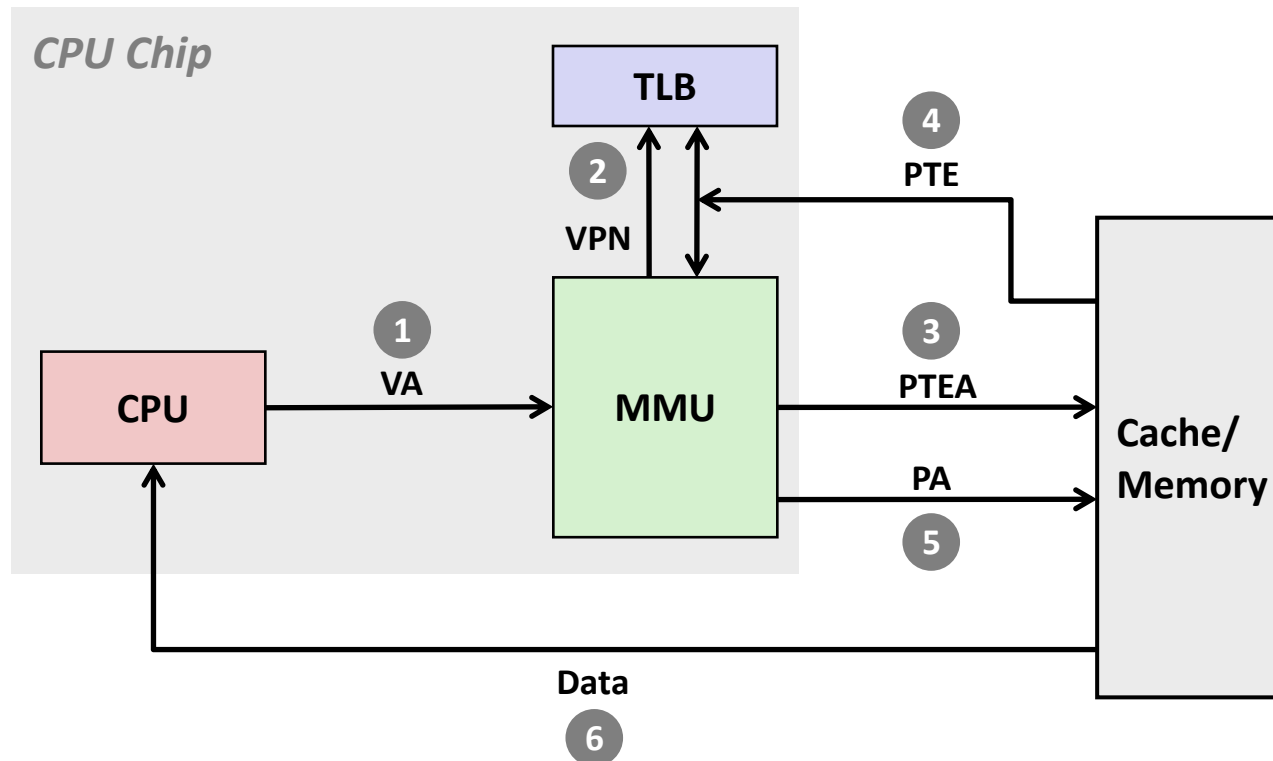 CPU Chip
TLB
4
2
PTE
VPN
1
3
VA
PTEA
CPU
MMU
Cache/
Memory
PA
5
Data
6